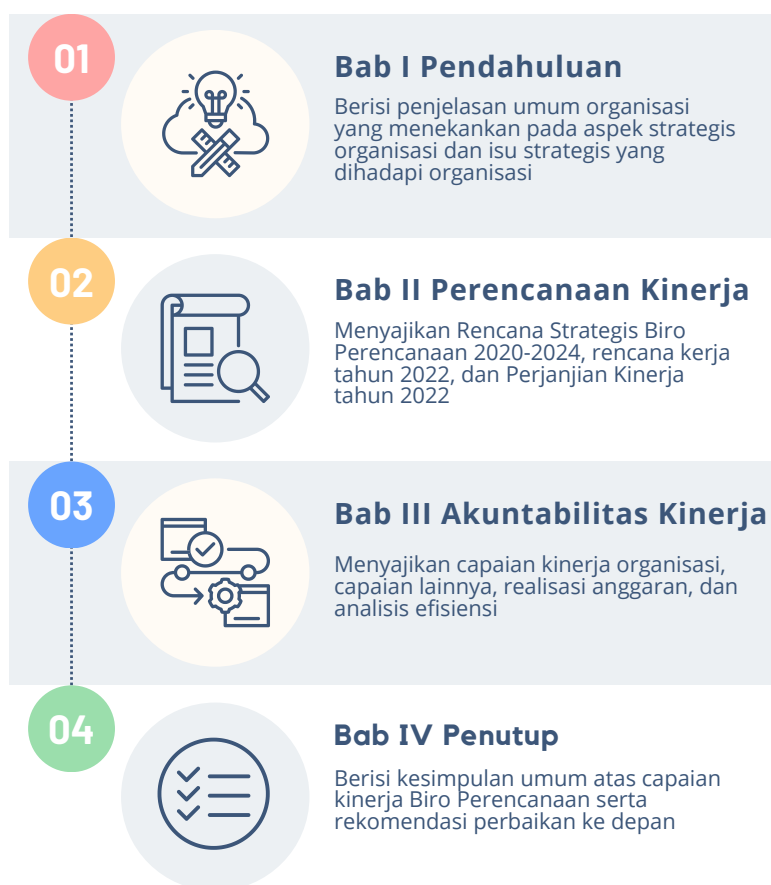 01
Bab I Pendahuluan
Berisi penjelasan umum organisasi
yang menekankan pada aspek strategis
organisasi dan isu strategis yang
dihadapi organisasi
02
Bab II Perencanaan Kinerja
Menyajikan Rencana Strategis Biro
Perencanaan 2020-2024, rencana kerja
tahun 2022, dan Perjanjian Kinerja
tahun 2022
03
Bab III Akuntabilitas Kinerja
Menyajikan capaian kinerja organisasi,
capaian lainnya, realisasi anggaran, dan
analisis efisiensi
04
Bab IV Penutup
Berisi kesimpulan umum atas capaian
kinerja Biro Perencanaan serta
rekomendasi perbaikan ke depan